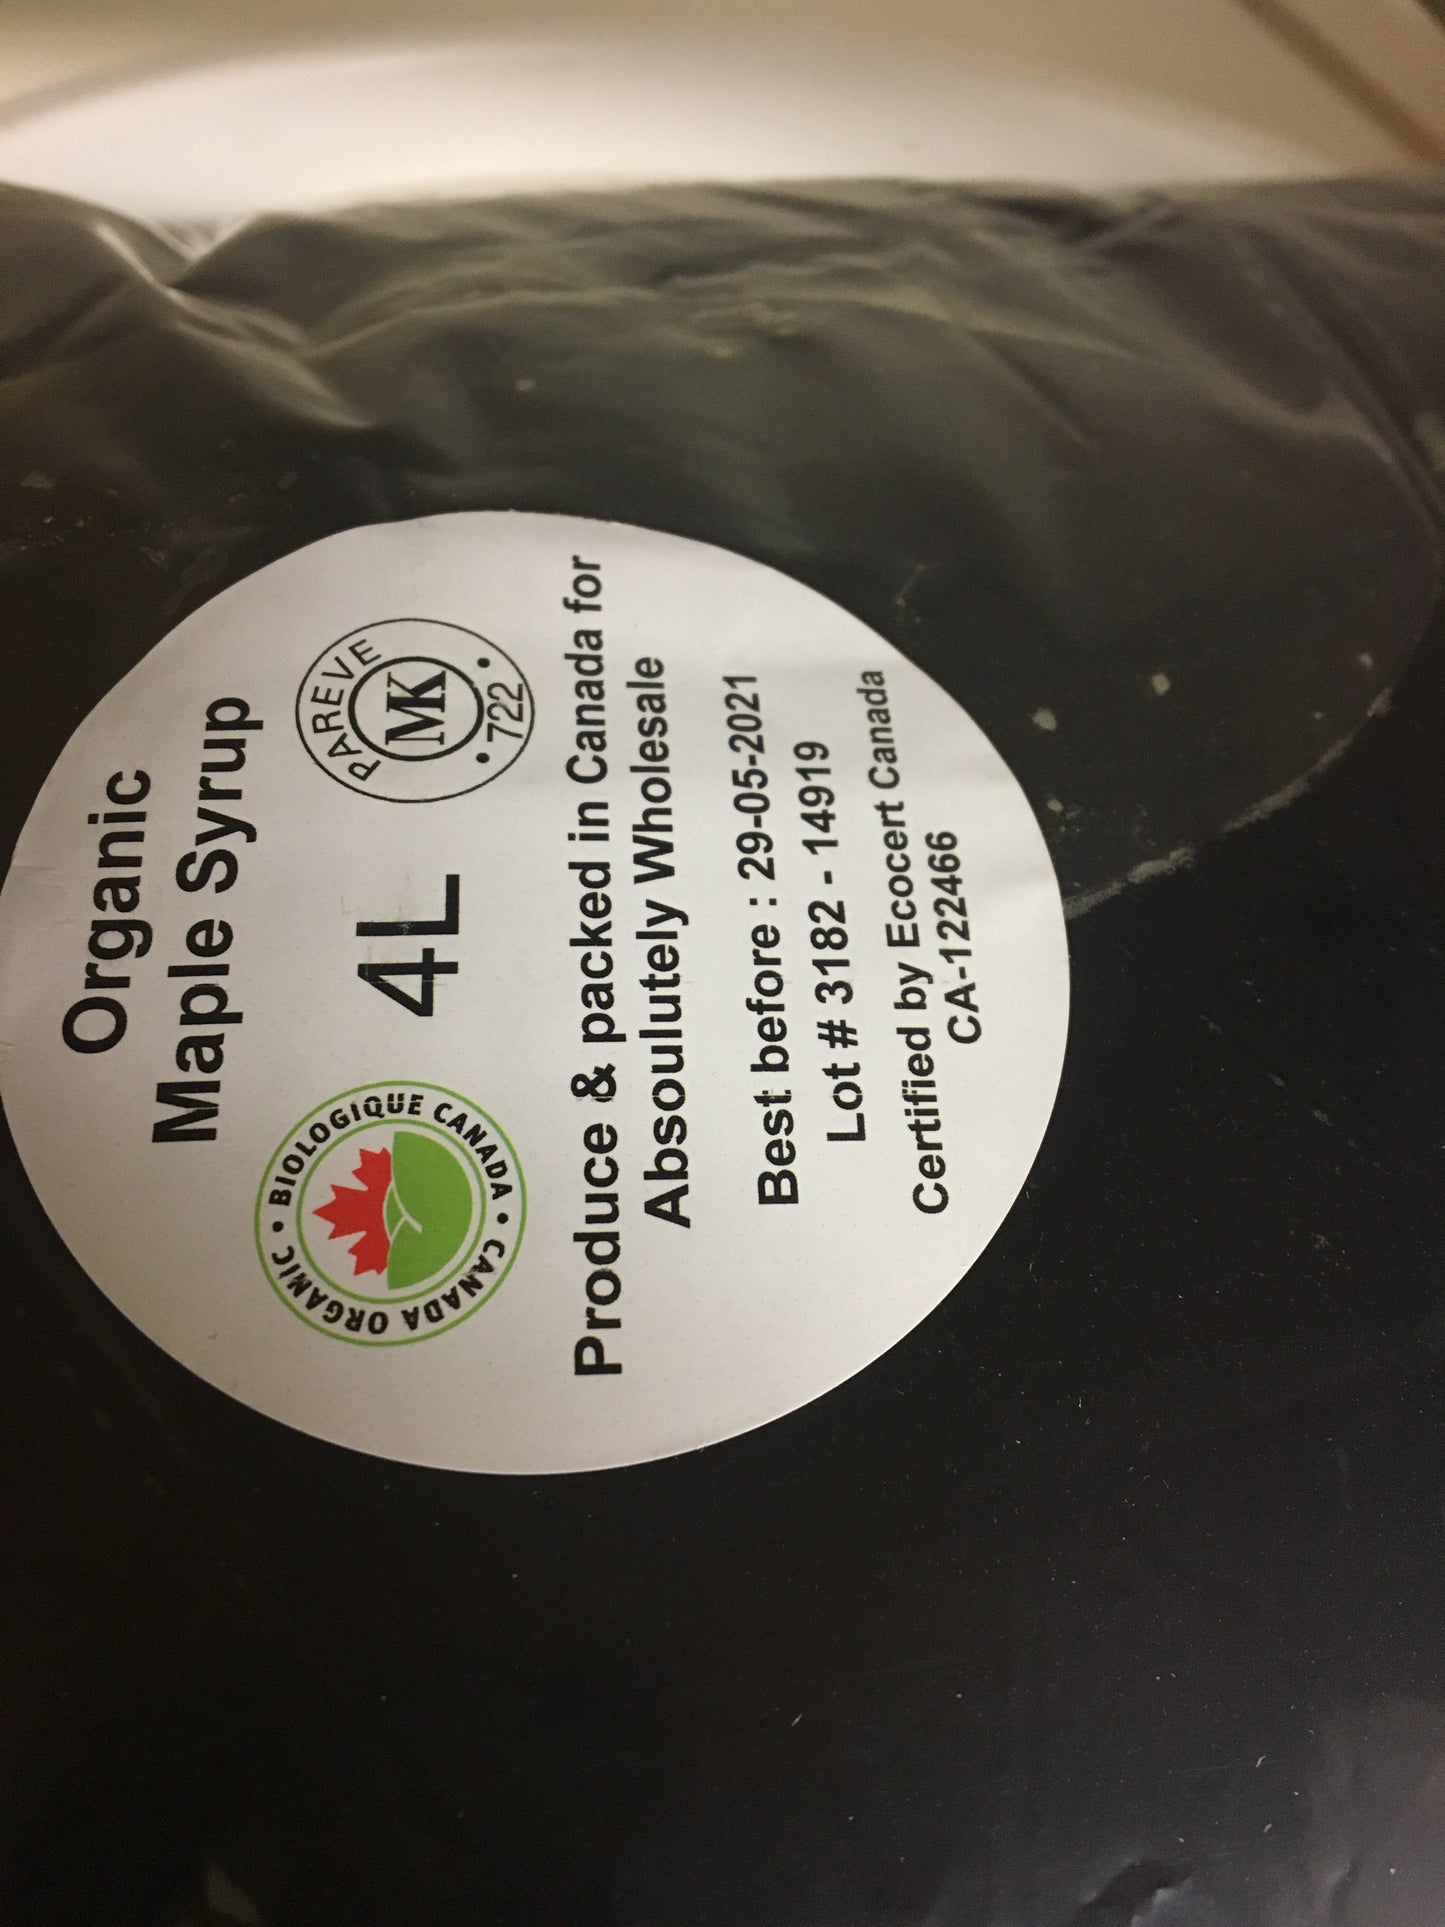 Organic
Maple Syrup
BIOLOGIQUE CANADA • CANADA ORGANIC •
4L
PAREVE
MK
• 722 •
Produce & packed in Canada for
Absoulutely Wholesale
Best before : 29-05-2021
Lot # 3182 - 14919
Certified by Ecocert Canada
CA-122466